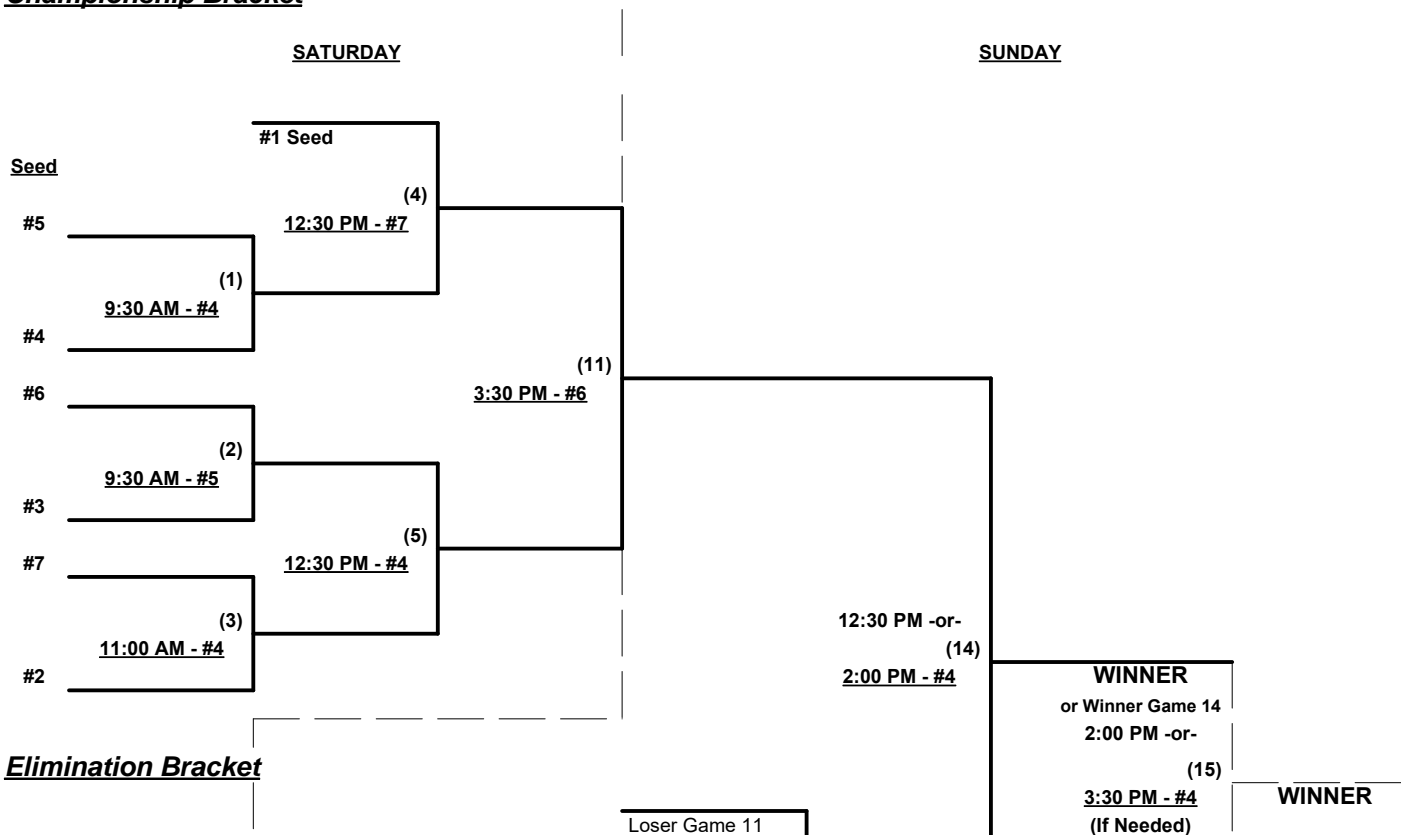 Championship Bracket
SATURDAY
SUNDAY
#1 Seed
Seed
(4)
#5
12:30 PM - #7
(1)
9:30 AM - #4
#4
(11)
#6
3:30 PM - #6
(2)
9:30 AM - #5
#3
(5)
#7
12:30 PM - #4
(3)
12:30 PM -or-
11:00 AM - #4
(14)
#2
2:00 PM - #4
WINNER
or Winner Game 14
2:00 PM -or-
Elimination Bracket
(15)
3:30 PM - #4
WINNER
Loser Game 11
(If Needed)